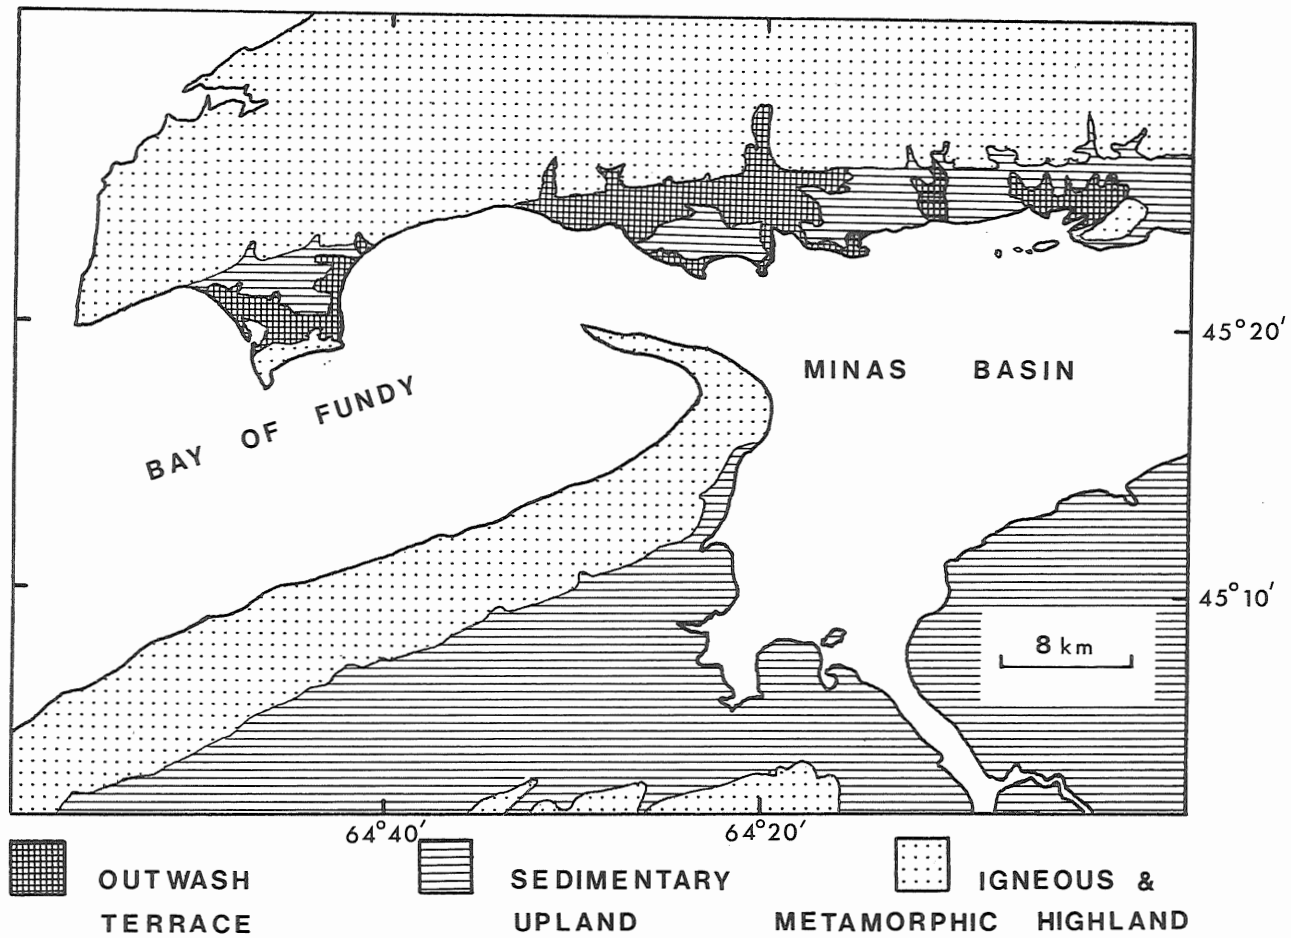 45°20′
MINAS BASIN
BAY OF FUNDY
45°10′
8 km
64°40′
64°20′
OUTWASH TERRACE
SEDIMENTARY UPLAND
IGNEOUS & METAMORPHIC HIGHLAND